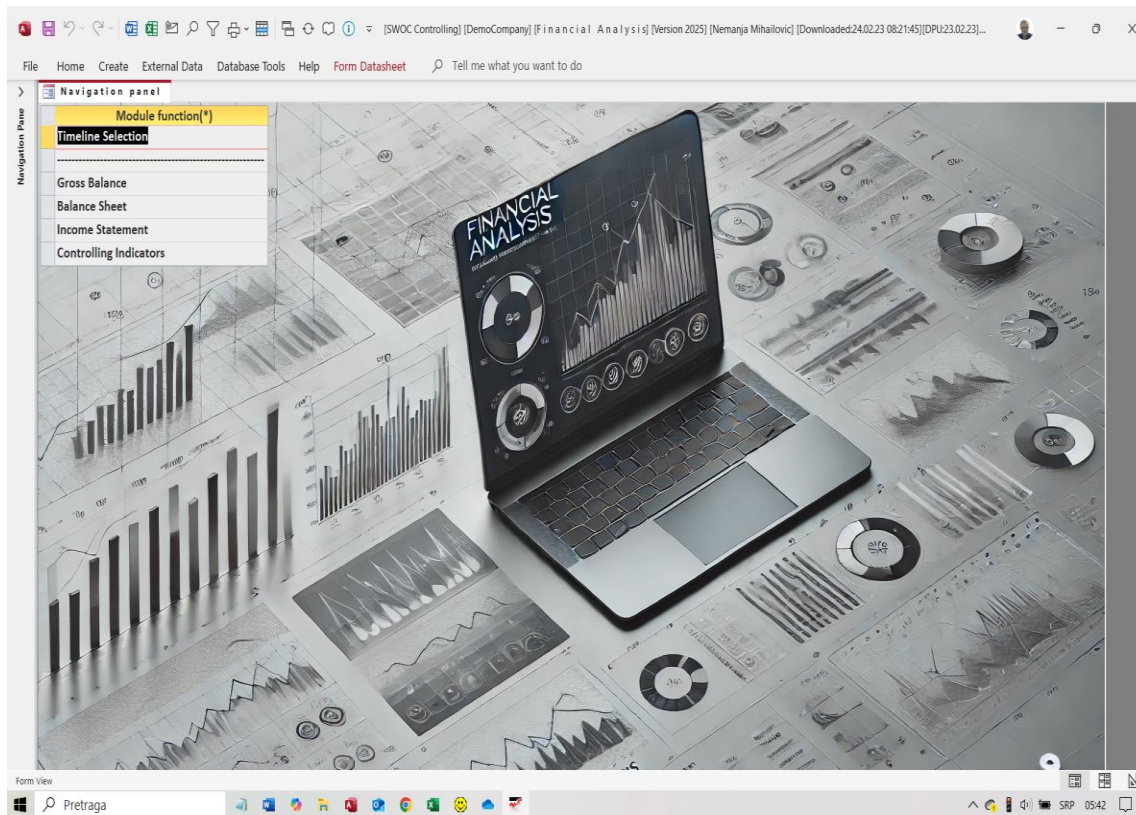 [SWOC Controlling] [DemoCompany] [F i n a n c i a l A n a l y s i s] [Version 2025] [Nemanja Mihailovic] [Downloaded:24.02.23 08:21:45][DPU:23.02.23]...
File Home Create External Data Database Tools Help Form Datasheet Tell me what you want to do
Navigation panel
Navigation Pane
Module function(*)
Timeline Selection
Gross Balance
Balance Sheet
Income Statement
Controlling Indicators
FINANCIAL
ANALYSIS
Form View
Pretraga
SRP 05:42